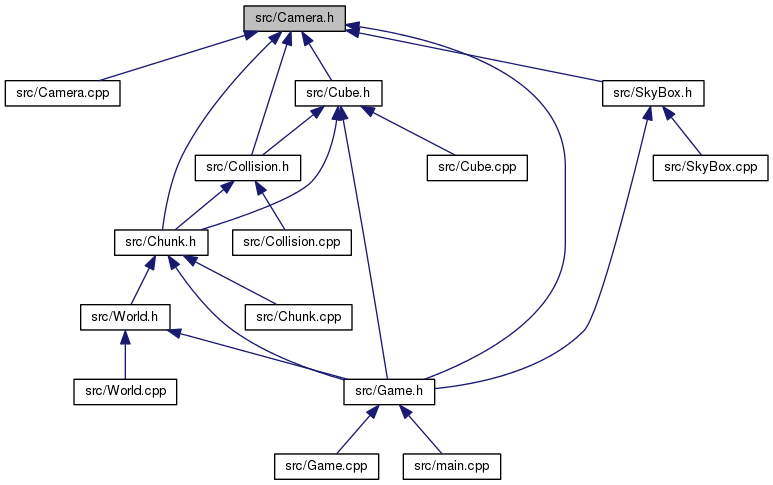 src/Camera.h
src/Camera.cpp
src/Cube.h
src/SkyBox.h
src/Collision.h
src/Cube.cpp
src/SkyBox.cpp
src/Chunk.h
src/Collision.cpp
src/World.h
src/Chunk.cpp
src/World.cpp
src/Game.h
src/Game.cpp
src/main.cpp